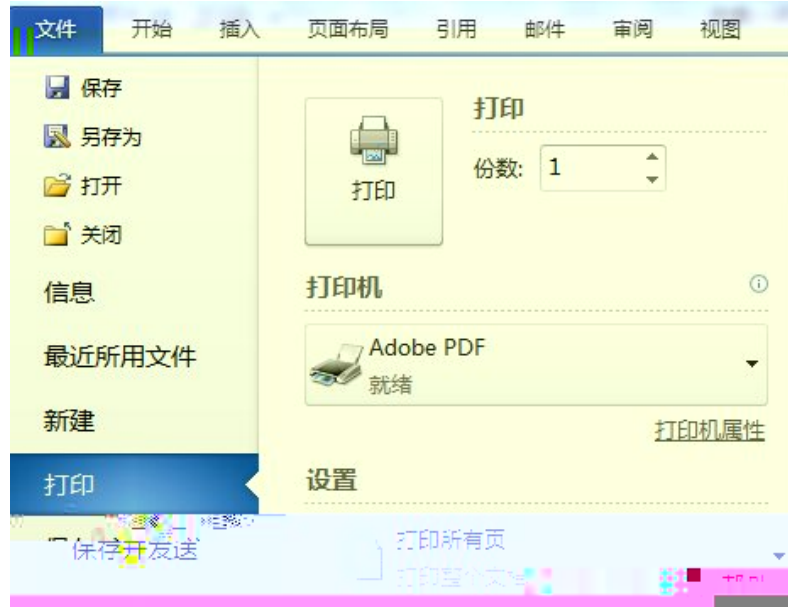 文件 开始 插入 页面布局 引用 邮件 审阅 视图
保存
另存为
打开
关闭
信息
最近所用文件
新建
打印
保存并发送
打印
打印
份数: 1
打印机
Adobe PDF
就绪
打印机属性
设置
打印所有页